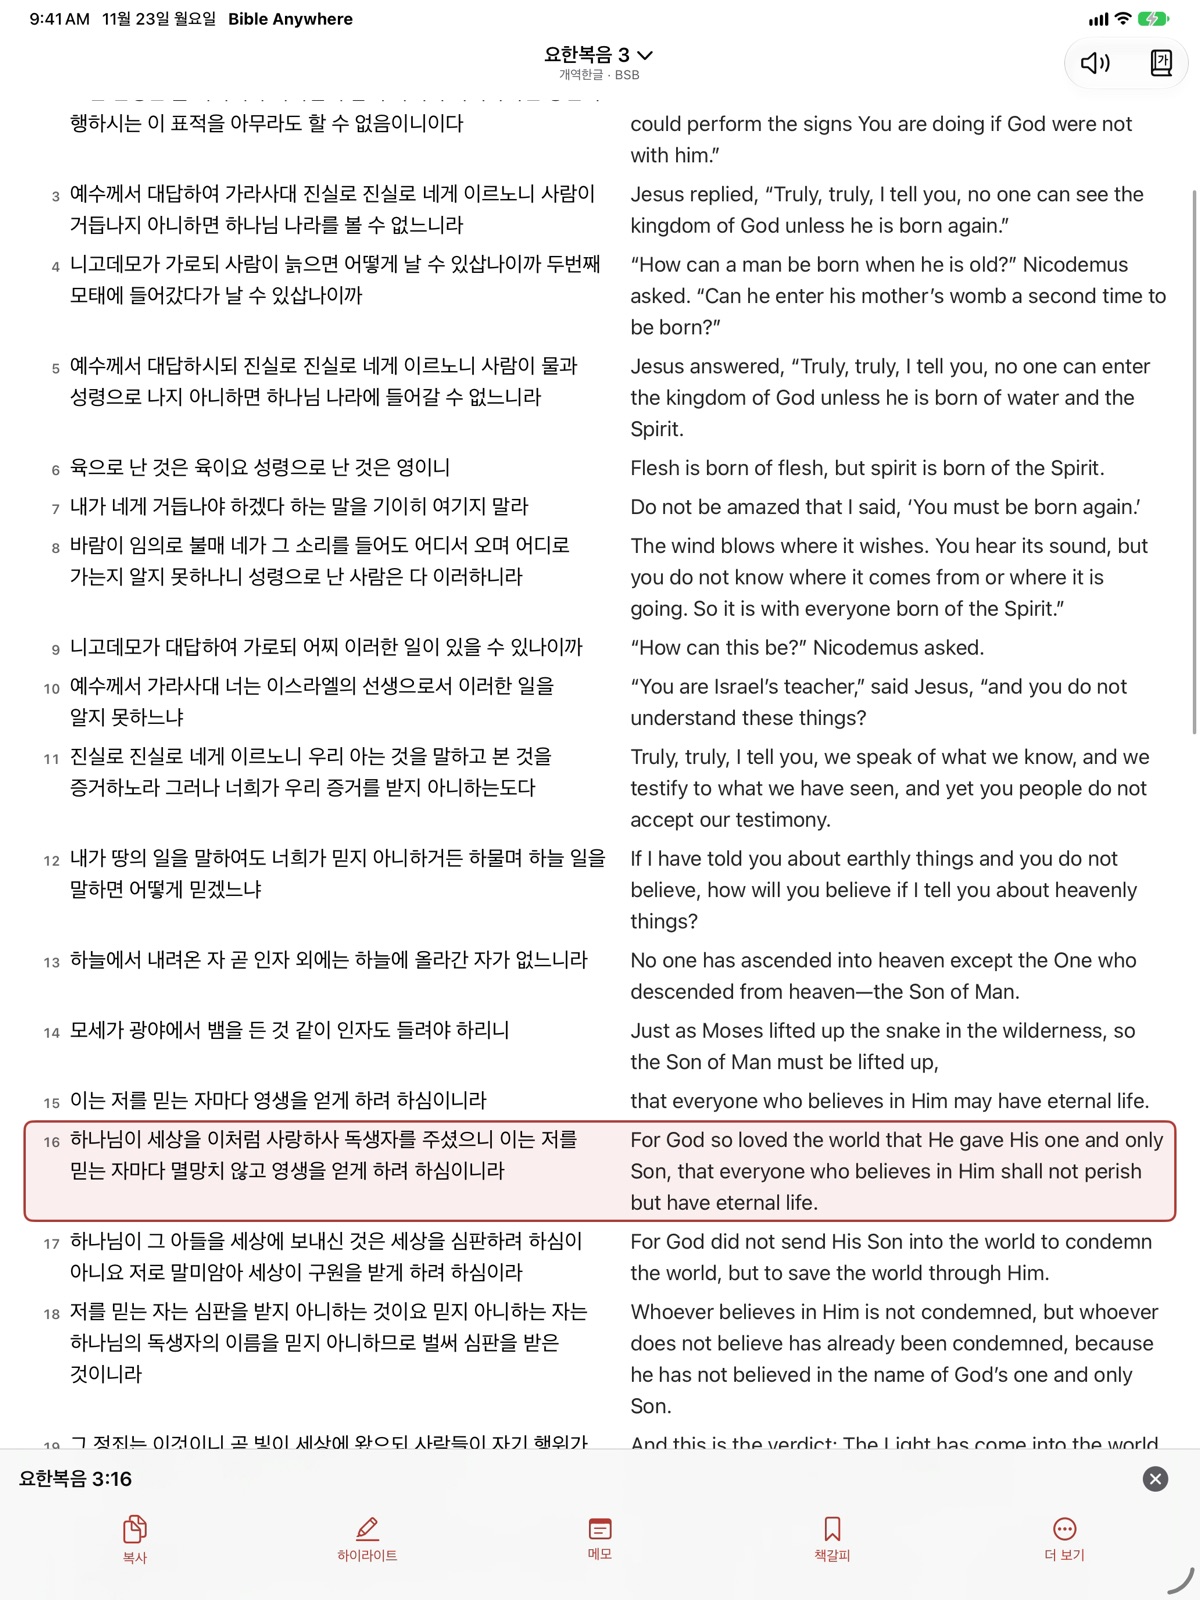 9:41 AM 11월 23일 월요일 Bible Anywhere
요한복음 3
개역한글 · BSB
행하시는 이 표적을 아무라도 할 수 없음이니이다
could perform the signs You are doing if God were not
with him.”
3 예수께서 대답하여 가라사대 진실로 진실로 네게 이르노니 사람이
거듭나지 아니하면 하나님 나라를 볼 수 없느니라
Jesus replied, “Truly, truly, I tell you, no one can see the
kingdom of God unless he is born again.”
4 니고데모가 가로되 사람이 늙으면 어떻게 날 수 있삽나이까 두번째
모태에 들어갔다가 날 수 있삽나이까
“How can a man be born when he is old?” Nicodemus
asked. “Can he enter his mother’s womb a second time to
be born?”
5 예수께서 대답하시되 진실로 진실로 네게 이르노니 사람이 물과
성령으로 나지 아니하면 하나님 나라에 들어갈 수 없느니라
Jesus answered, “Truly, truly, I tell you, no one can enter
the kingdom of God unless he is born of water and the
Spirit.
6 육으로 난 것은 육이요 성령으로 난 것은 영이니
Flesh is born of flesh, but spirit is born of the Spirit.
7 내가 네게 거듭나야 하겠다 하는 말을 기이히 여기지 말라
Do not be amazed that I said, ‘You must be born again.’
8 바람이 임의로 불매 네가 그 소리를 들어도 어디서 오며 어디로
가는지 알지 못하나니 성령으로 난 사람은 다 이러하니라
The wind blows where it wishes. You hear its sound, but
you do not know where it comes from or where it is
going. So it is with everyone born of the Spirit.”
9 니고데모가 대답하여 가로되 어찌 이러한 일이 있을 수 있나이까
“How can this be?” Nicodemus asked.
10 예수께서 가라사대 너는 이스라엘의 선생으로서 이러한 일을
알지 못하느냐
“You are Israel’s teacher,” said Jesus, “and you do not
understand these things?
11 진실로 진실로 네게 이르노니 우리 아는 것을 말하고 본 것을
증거하노라 그러나 너희가 우리 증거를 받지 아니하는도다
Truly, truly, I tell you, we speak of what we know, and we
testify to what we have seen, and yet you people do not
accept our testimony.
12 내가 땅의 일을 말하여도 너희가 믿지 아니하거든 하물며 하늘 일을
말하면 어떻게 믿겠느냐
If I have told you about earthly things and you do not
believe, how will you believe if I tell you about heavenly
things?
13 하늘에서 내려온 자 곧 인자 외에는 하늘에 올라간 자가 없느니라
No one has ascended into heaven except the One who
descended from heaven—the Son of Man.
14 모세가 광야에서 뱀을 든 것 같이 인자도 들려야 하리니
Just as Moses lifted up the snake in the wilderness, so
the Son of Man must be lifted up,
15 이는 저를 믿는 자마다 영생을 얻게 하려 하심이니라
that everyone who believes in Him may have eternal life.
16 하나님이 세상을 이처럼 사랑하사 독생자를 주셨으니 이는 저를
믿는 자마다 멸망치 않고 영생을 얻게 하려 하심이니라
For God so loved the world that He gave His one and only
Son, that everyone who believes in Him shall not perish
but have eternal life.
17 하나님이 그 아들을 세상에 보내신 것은 세상을 심판하려 하심이
아니요 저로 말미암아 세상이 구원을 받게 하려 하심이라
For God did not send His Son into the world to condemn
the world, but to save the world through Him.
18 저를 믿는 자는 심판을 받지 아니하는 것이요 믿지 아니하는 자는
하나님의 독생자의 이름을 믿지 아니하므로 벌써 심판을 받은
것이니라
Whoever believes in Him is not condemned, but whoever
does not believe has already been condemned, because
he has not believed in the name of God’s one and only
Son.
19 그 정죄는 이것이니 곧 빛이 세상에 왔으되 사람들이 자기 행위가
And this is the verdict: The Light has come into the world
요한복음 3:16
복사
하이라이트
메모
책갈피
더 보기